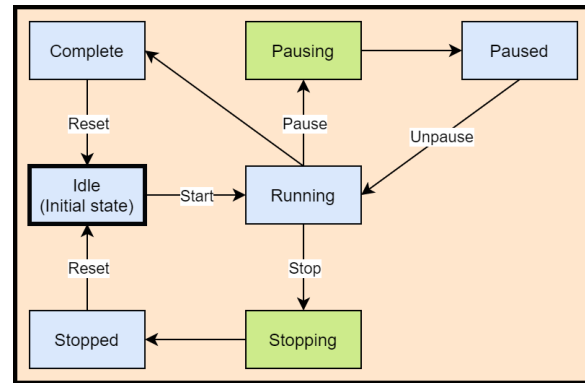 Complete
Pausing
Paused
Reset
Pause
Unpause
Idle
(Initial state)
Start
Running
Reset
Stop
Stopped
Stopping